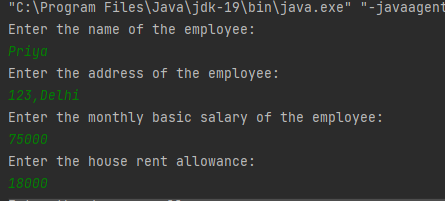 "C:\Program Files\Java\jdk-19\bin\java.exe" "-javaagent
Enter the name of the employee:
Priya
Enter the address of the employee:
123,Delhi
Enter the monthly basic salary of the employee:
75000
Enter the house rent allowance:
18000